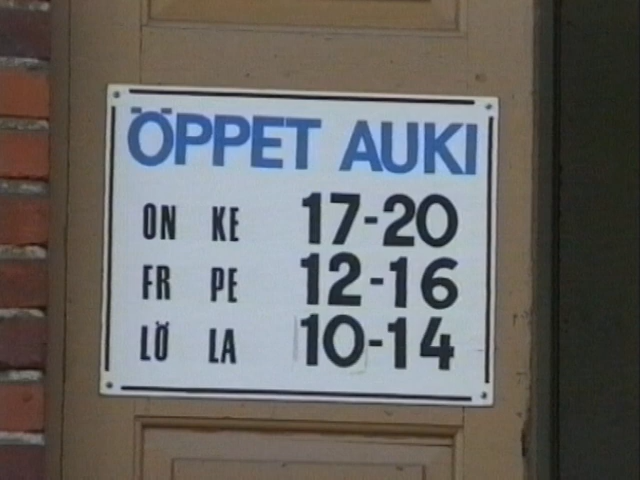 ÖPPET AUKI
ON KE 17-20
FR PE 12-16
LÖ LA 10-14